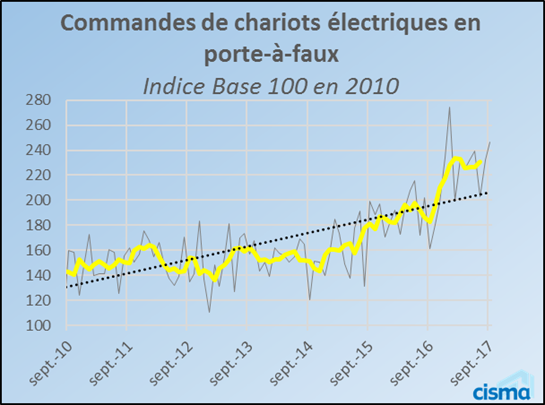 Commandes de chariots électriques en
porte-à-faux
Indice Base 100 en 2010
280
260
240
220
200
180
160
140
120
100
sept.-10
sept.-11
sept.-12
sept.-13
sept.-14
sept.-15
sept.-16
sept.-17
cisma